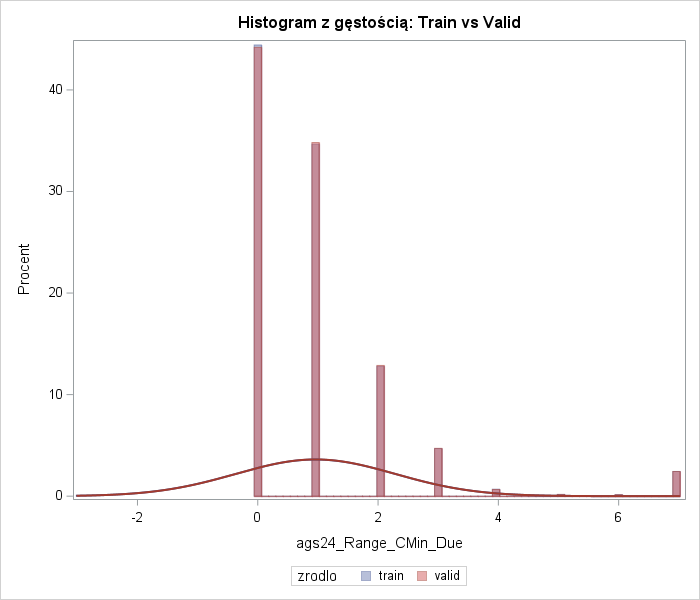 Histogram z gęstością: Train vs Valid
Procent
40
30
20
10
0
-2 0 2 4 6
ags24_Range_CMin_Due
zrodlo train valid